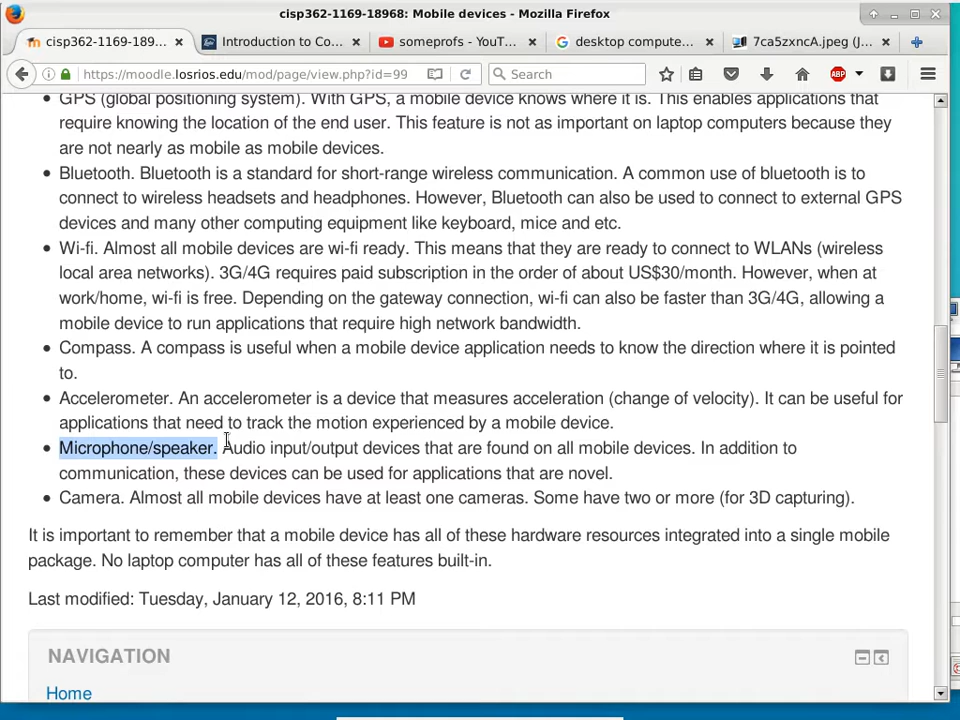 cisp362-1169-18968: Mobile devices - Mozilla Firefox
cisp362-1169-189...
Introduction to Co...
someprofs - YouT...
desktop compute...
7ca5zxncA.jpeg (J...
https://moodle.losrios.edu/mod/page/view.php?id=99
Search
ABP
• GPS (global positioning system). With GPS, a mobile device knows where it is. This enables applications that
require knowing the location of the end user. This feature is not as important on laptop computers because they
are not nearly as mobile as mobile devices.
• Bluetooth. Bluetooth is a standard for short-range wireless communication. A common use of bluetooth is to
connect to wireless headsets and headphones. However, Bluetooth can also be used to connect to external GPS
devices and many other computing equipment like keyboard, mice and etc.
• Wi-fi. Almost all mobile devices are wi-fi ready. This means that they are ready to connect to WLANs (wireless
local area networks). 3G/4G requires paid subscription in the order of about US$30/month. However, when at
work/home, wi-fi is free. Depending on the gateway connection, wi-fi can also be faster than 3G/4G, allowing a
mobile device to run applications that require high network bandwidth.
• Compass. A compass is useful when a mobile device application needs to know the direction where it is pointed
to.
• Accelerometer. An accelerometer is a device that measures acceleration (change of velocity). It can be useful for
applications that need to track the motion experienced by a mobile device.
• Microphone/speaker. Audio input/output devices that are found on all mobile devices. In addition to
communication, these devices can be used for applications that are novel.
• Camera. Almost all mobile devices have at least one cameras. Some have two or more (for 3D capturing).
It is important to remember that a mobile device has all of these hardware resources integrated into a single mobile
package. No laptop computer has all of these features built-in.
Last modified: Tuesday, January 12, 2016, 8:11 PM
NAVIGATION
Home